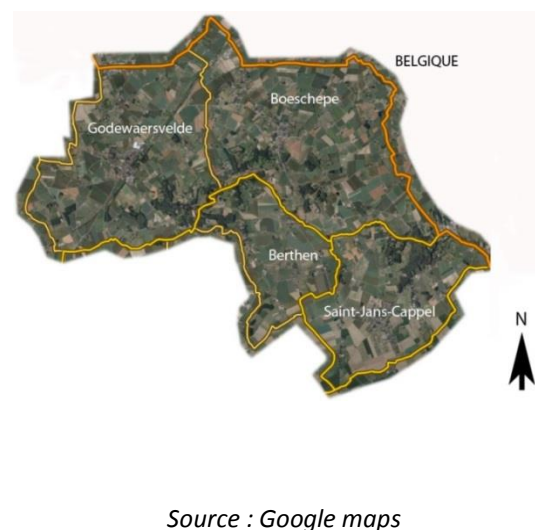 BELGIQUE
Boeschepe
Godewaersvelde
Berthen
Saint-Jans-Cappel
N
Source : Google maps